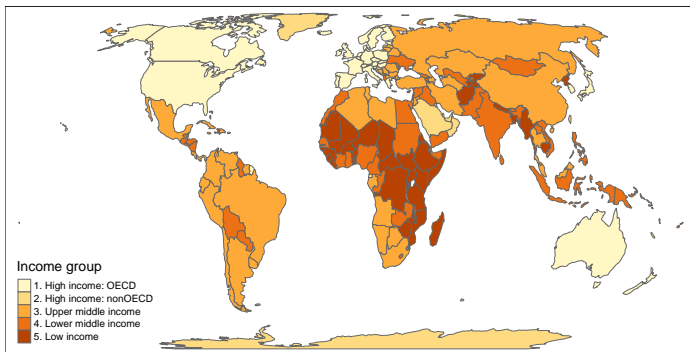 Income group
1. High income: OECD
2. High income: nonOECD
3. Upper middle income
4. Lower middle income
5. Low income